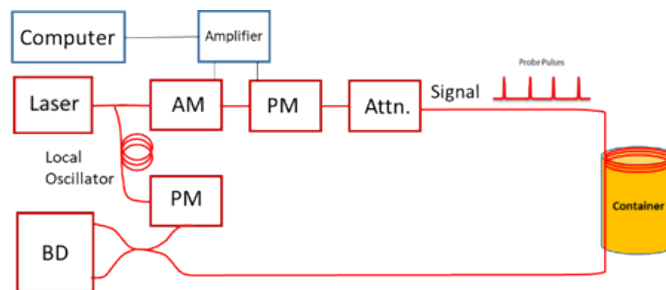 Computer
Amplifier
Probe Pulses
Laser
AM
PM
Attn.
Signal
Local
Oscillator
PM
Container
BD